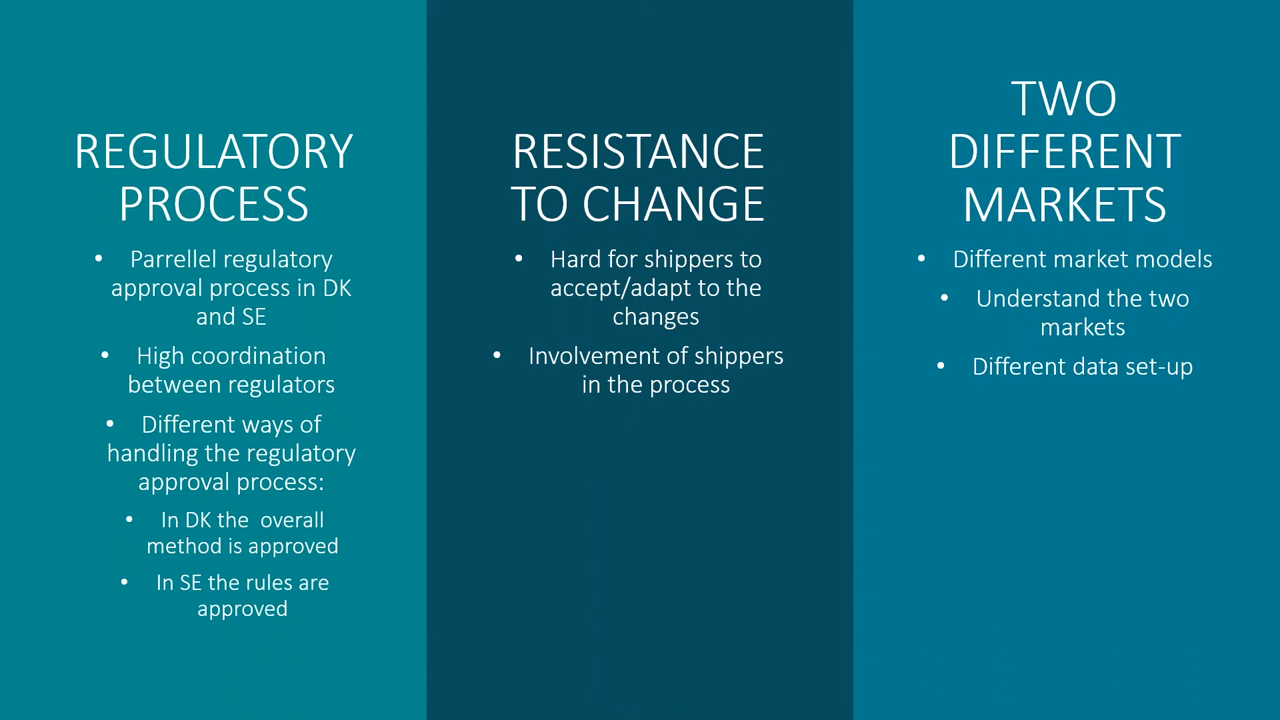 REGULATORY
PROCESS
• Parrellel regulatory
approval process in DK
and SE
• High coordination
between regulators
• Different ways of
handling the regulatory
approval process:
• In DK the  overall
method is approved
• In SE the rules are
approved
RESISTANCE
TO CHANGE
• Hard for shippers to
accept/adapt to the
changes
• Involvement of shippers
in the process
TWO
DIFFERENT
MARKETS
• Different market models
• Understand the two
markets
• Different data set-up